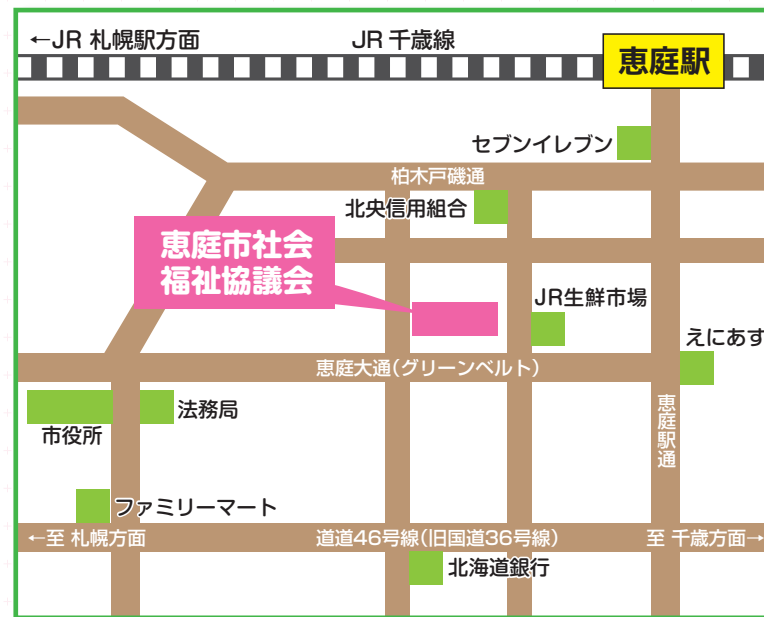 ←JR 札幌駅方面
JR 千歳線
恵庭駅
セブンイレブン
柏木戸磯通
北央信用組合
恵庭市社会
福祉協議会
JR生鮮市場
えにあす
恵庭大通(グリーンベルト)
恵庭駅通
法務局
市役所
ファミリーマート
←至 札幌方面
道道46号線(旧国道36号線)
至 千歳方面→
北海道銀行